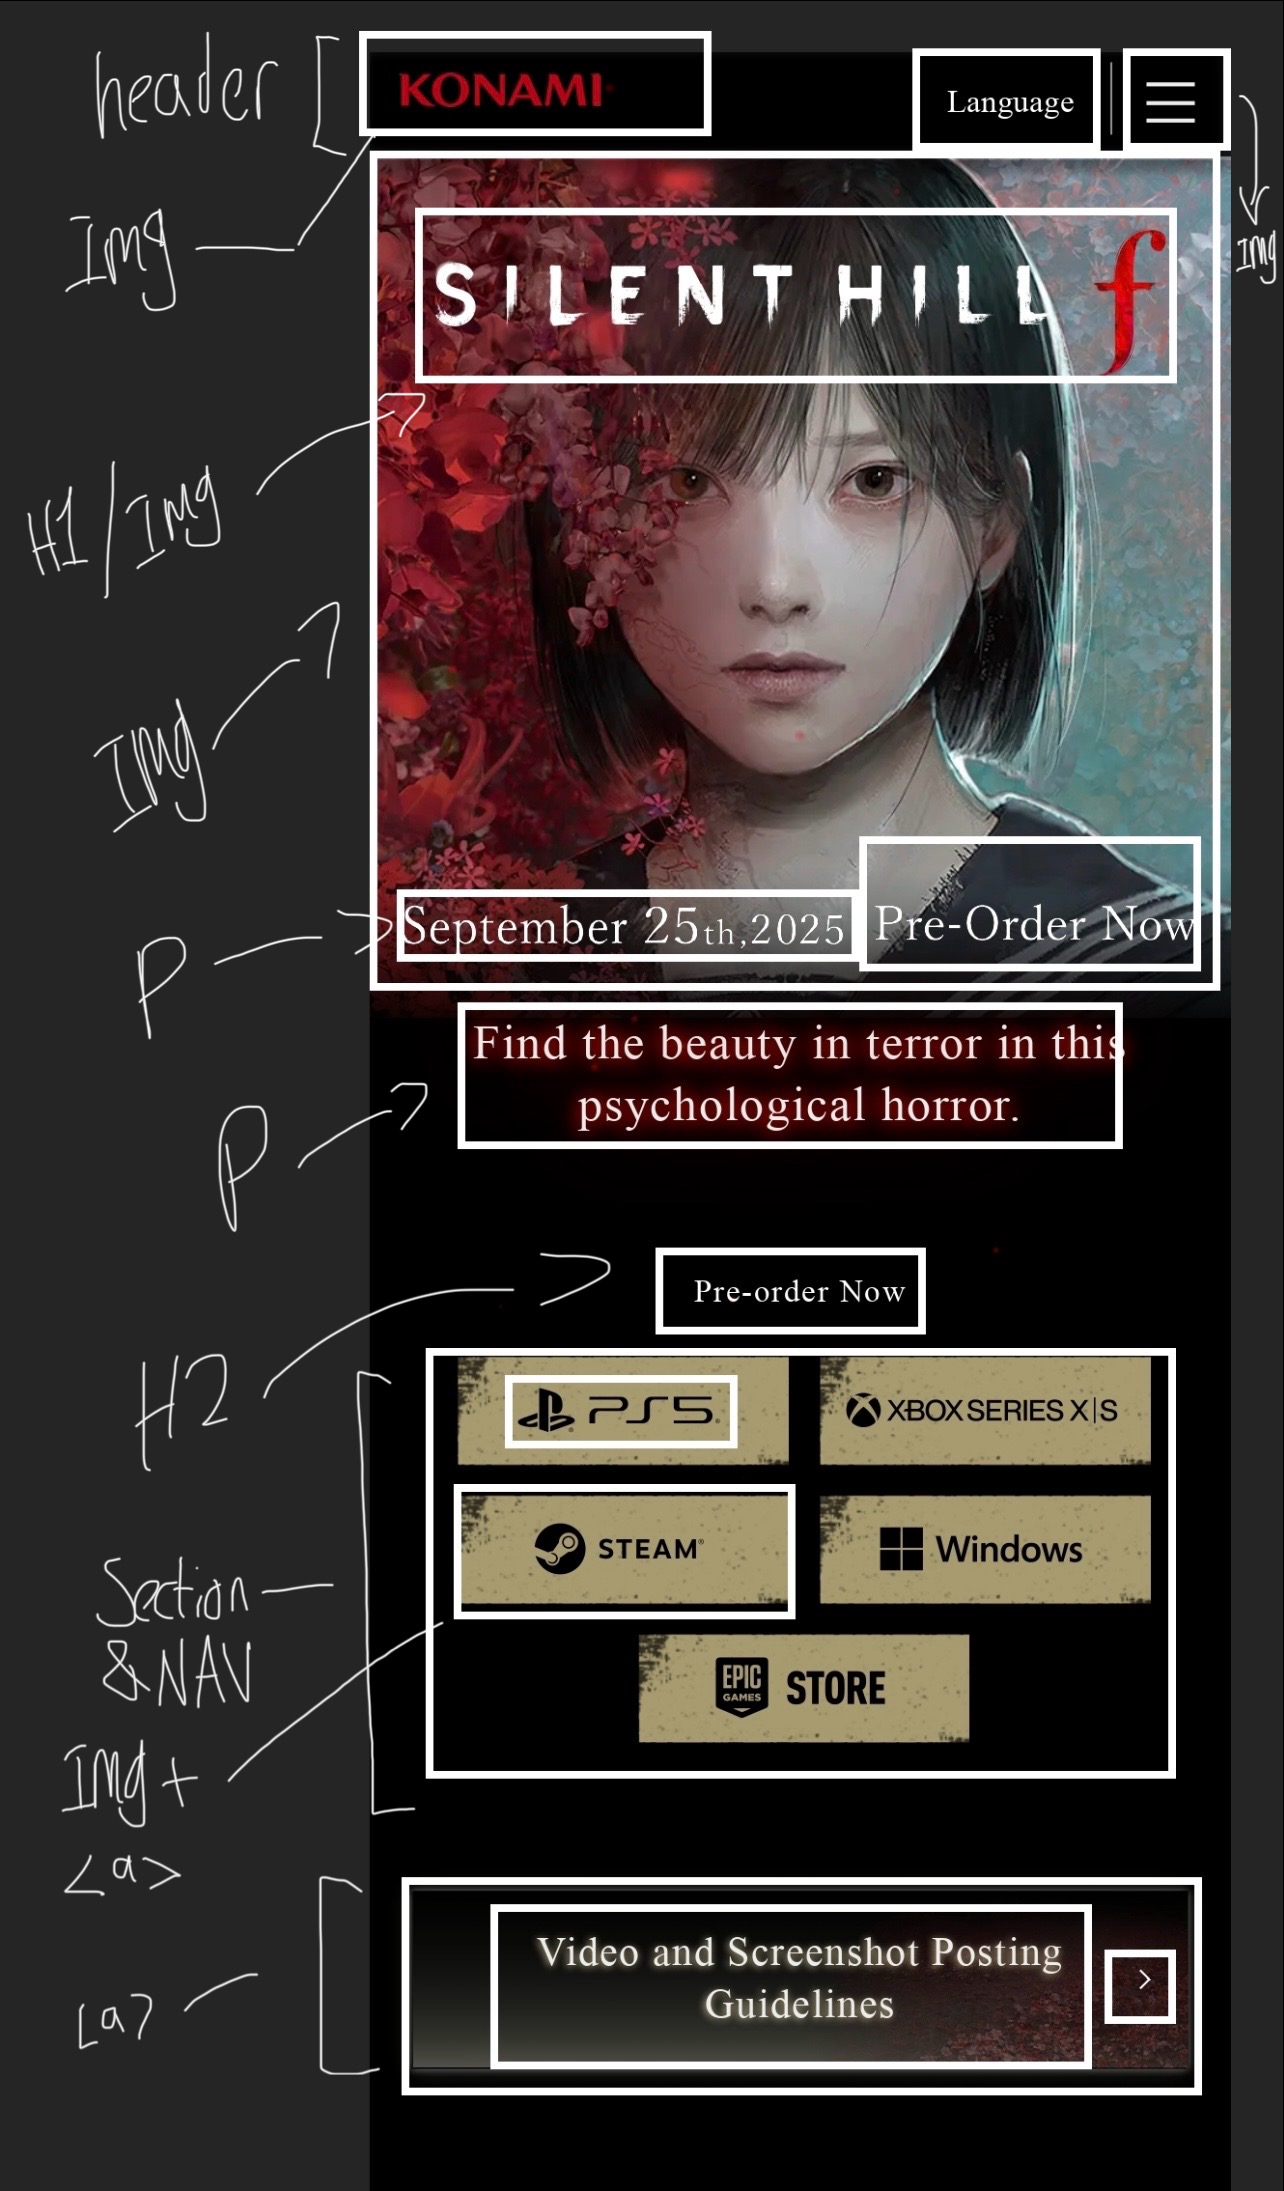 header
KONAMI
Language
Img
Img
SILENT HILL f
H1/Img
Img
P
September 25th,2025
Pre-Order Now
Find the beauty in terror in this
psychological horror.
P
Pre-order Now
H2
PS5
XBOX SERIES X|S
STEAM®
Windows
Section
& NAV
EPIC
GAMES
STORE
Img +
<a>
Video and Screenshot Posting
Guidelines
<a>